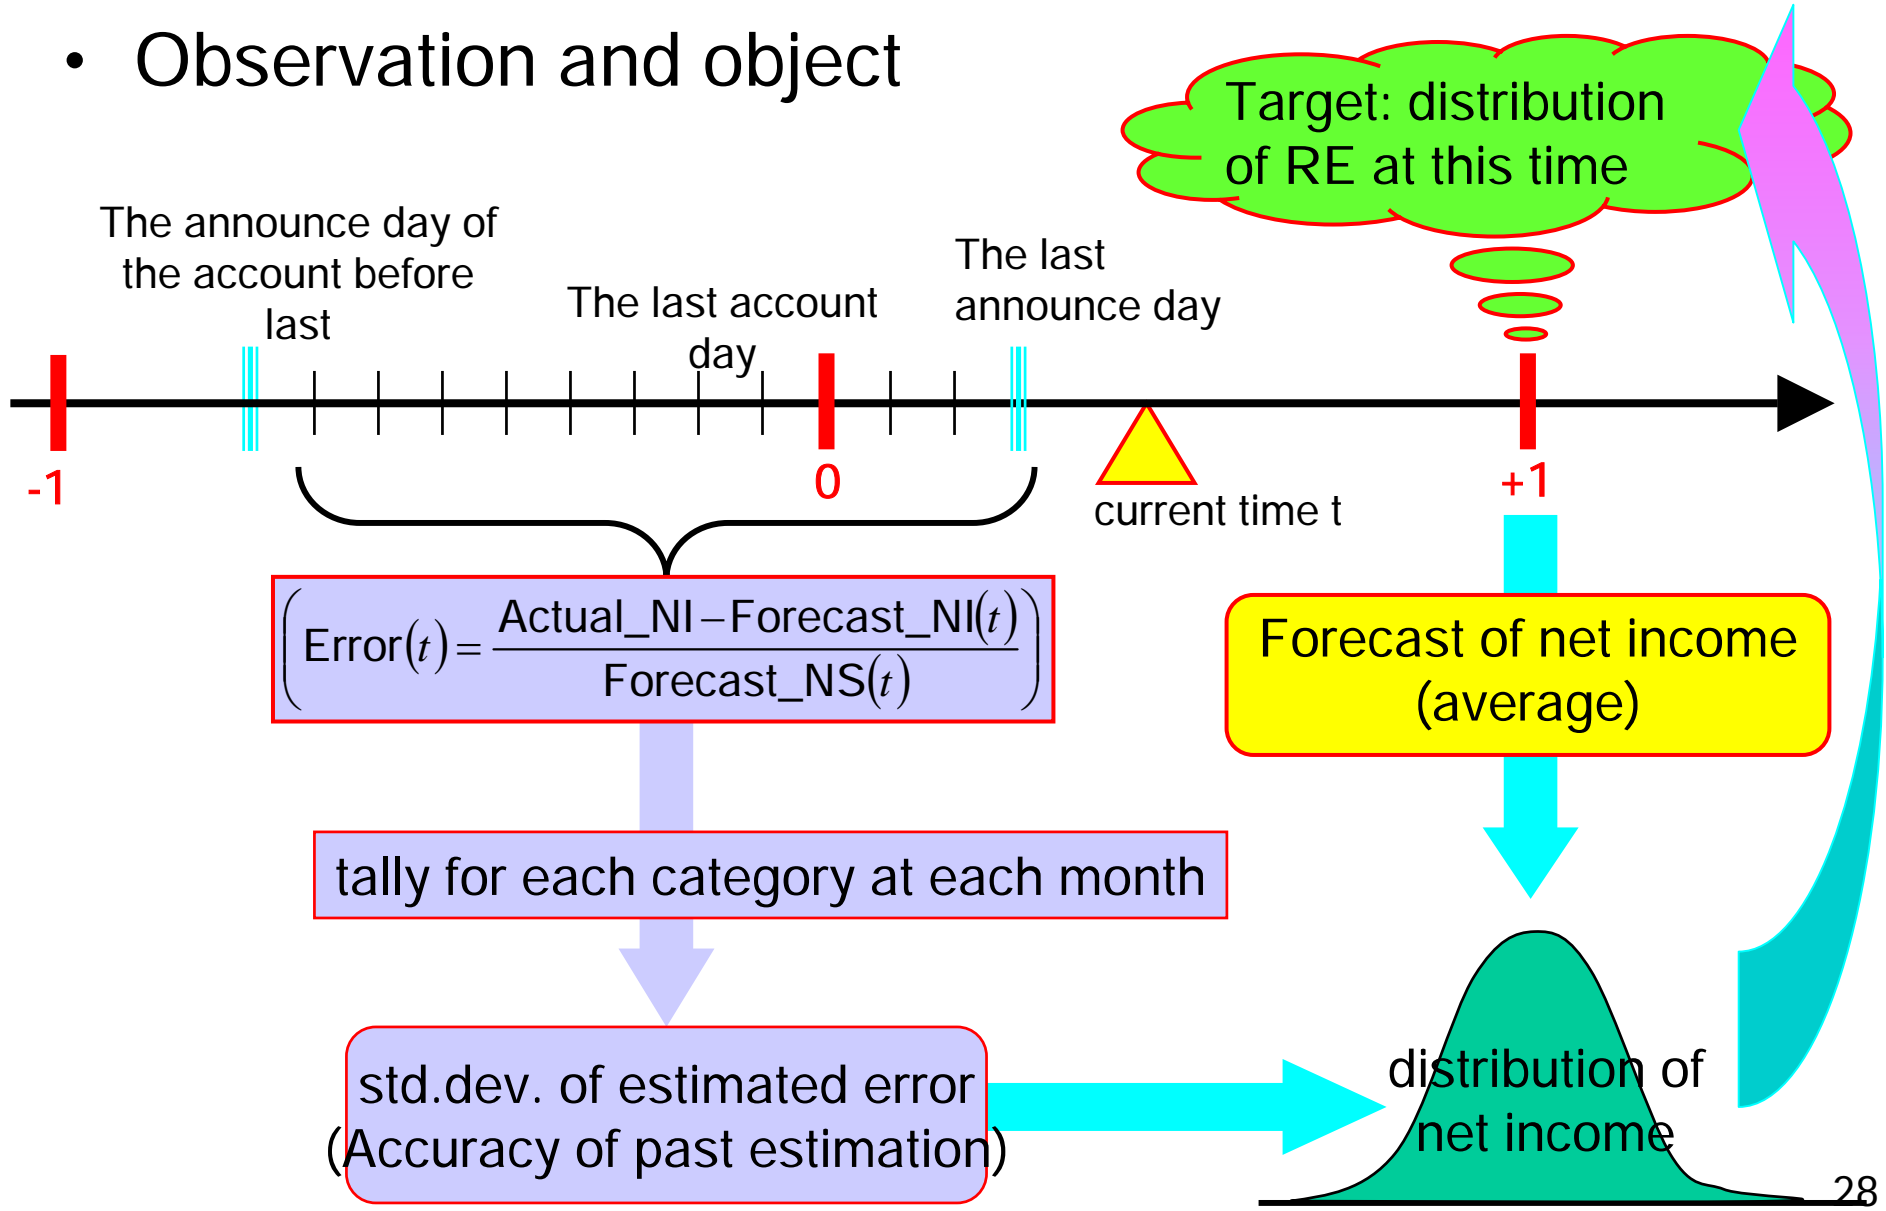 • Observation and object
Target: distribution
of RE at this time
The announce day of
the account before
last
The last account
day
The last
announce day
-1
0
+1
current time t
(Error(t) = Actual_NI–Forecast_NI(t) / Forecast_NS(t))
Forecast of net income
(average)
tally for each category at each month
std.dev. of estimated error
(Accuracy of past estimation)
distribution of
net income
28